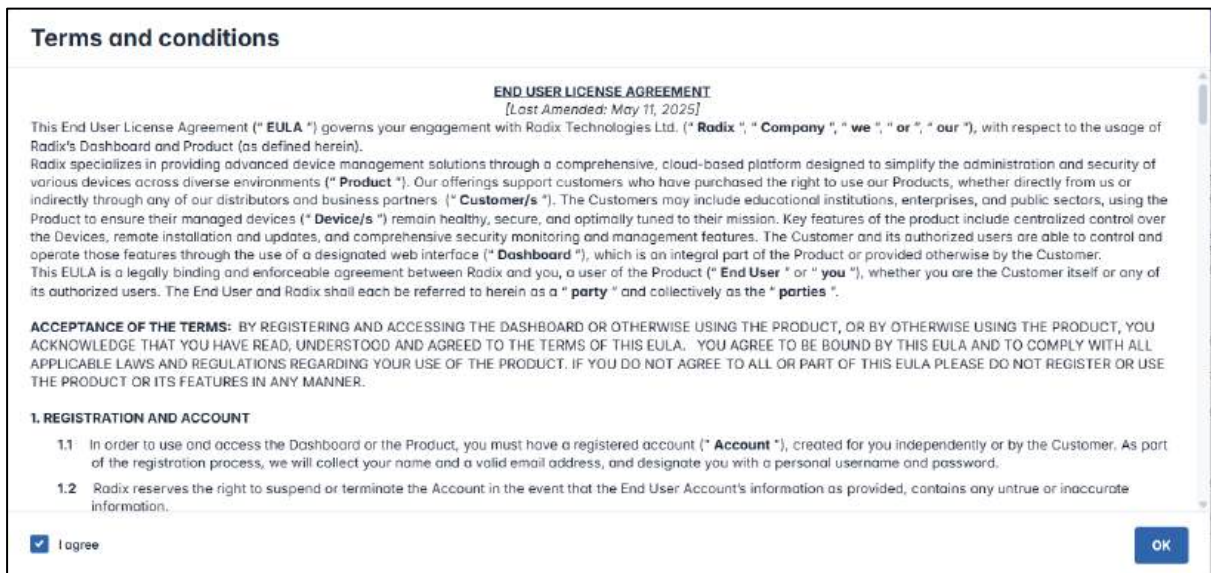 Terms and conditions
END USER LICENSE AGREEMENT
[Last Amended: May 11, 2025]
This End User License Agreement (“ EULA “) governs your engagement with Radix Technologies Ltd. (“ Radix “, “ Company “, “ we “, “ or “, “ our “), with respect to the usage of
Radix's Dashboard and Product (as defined herein).
Radix specializes in providing advanced device management solutions through a comprehensive, cloud-based platform designed to simplify the administration and security of
various devices across diverse environments (“ Product “). Our offerings support customers who have purchased the right to use our Products, whether directly from us or
indirectly through any of our distributors and business partners (“ Customer/s “). The Customers may include educational institutions, enterprises, and public sectors, using the
Product to ensure their managed devices (“ Device/s “) remain healthy, secure, and optimally tuned to their mission. Key features of the product include centralized control over
the Devices, remote installation and updates, and comprehensive security monitoring and management features. The Customer and its authorized users are able to control and
operate those features through the use of a designated web interface (“ Dashboard “), which is an integral part of the Product or provided otherwise by the Customer.
This EULA is a legally binding and enforceable agreement between Radix and you, a user of the Product (“ End User “ or “ you “), whether you are the Customer itself or any of
its authorized users. The End User and Radix shall each be referred to herein as a “ party “ and collectively as the “ parties “.
ACCEPTANCE OF THE TERMS: BY REGISTERING AND ACCESSING THE DASHBOARD OR OTHERWISE USING THE PRODUCT, OR BY OTHERWISE USING THE PRODUCT, YOU
ACKNOWLEDGE THAT YOU HAVE READ, UNDERSTOOD AND AGREED TO THE TERMS OF THIS EULA. YOU AGREE TO BE BOUND BY THIS EULA AND TO COMPLY WITH ALL
APPLICABLE LAWS AND REGULATIONS REGARDING YOUR USE OF THE PRODUCT. IF YOU DO NOT AGREE TO ALL OR PART OF THIS EULA PLEASE DO NOT REGISTER OR USE
THE PRODUCT OR ITS FEATURES IN ANY MANNER.
1. REGISTRATION AND ACCOUNT
1.1 In order to use and access the Dashboard or the Product, you must have a registered account (“ Account “), created for you independently or by the Customer. As part
of the registration process, we will collect your name and a valid email address, and designate you with a personal username and password.
1.2 Radix reserves the right to suspend or terminate the Account in the event that the End User Account's information as provided, contains any untrue or inaccurate
information.
I agree
OK